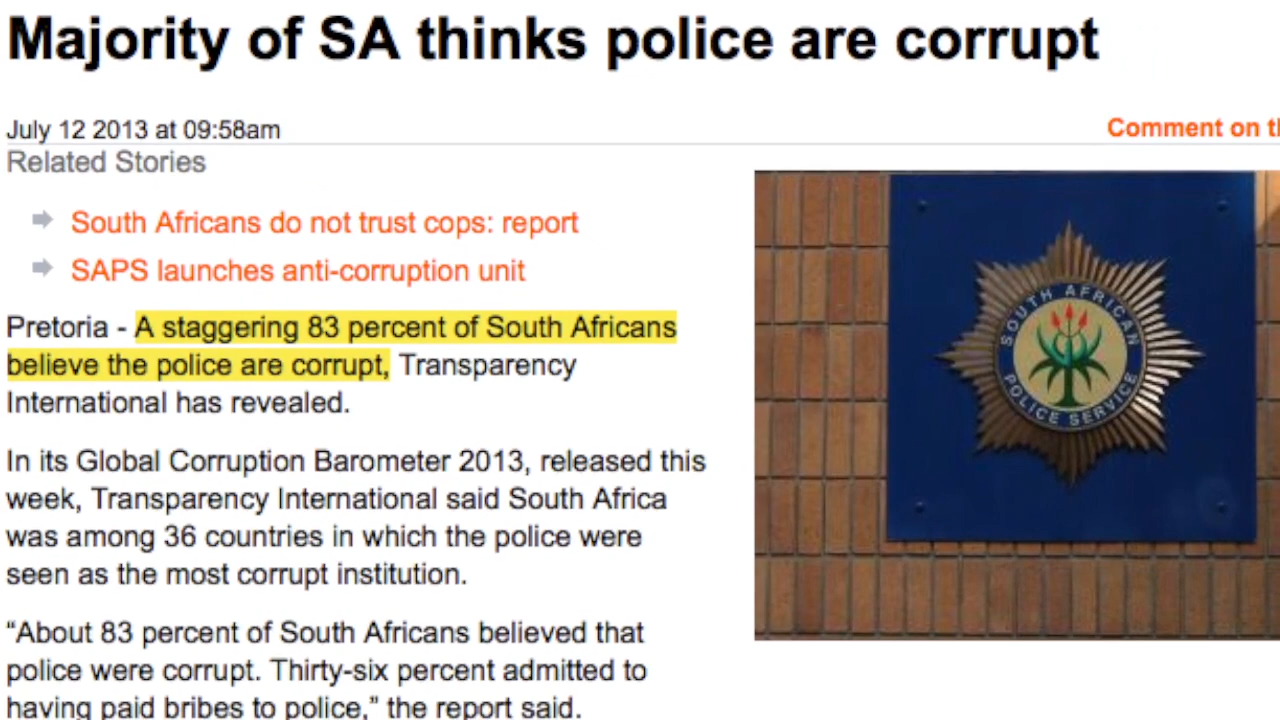 Majority of SA thinks police are corrupt
July 12 2013 at 09:58am
Comment on th
Related Stories
South Africans do not trust cops: report
SAPS launches anti-corruption unit
Pretoria - A staggering 83 percent of South Africans
believe the police are corrupt, Transparency
International has revealed.
In its Global Corruption Barometer 2013, released this
week, Transparency International said South Africa
was among 36 countries in which the police were
seen as the most corrupt institution.
“About 83 percent of South Africans believed that
police were corrupt. Thirty-six percent admitted to
having paid bribes to police,” the report said.
SOUTH AFRICAN
POLICE SERVICE